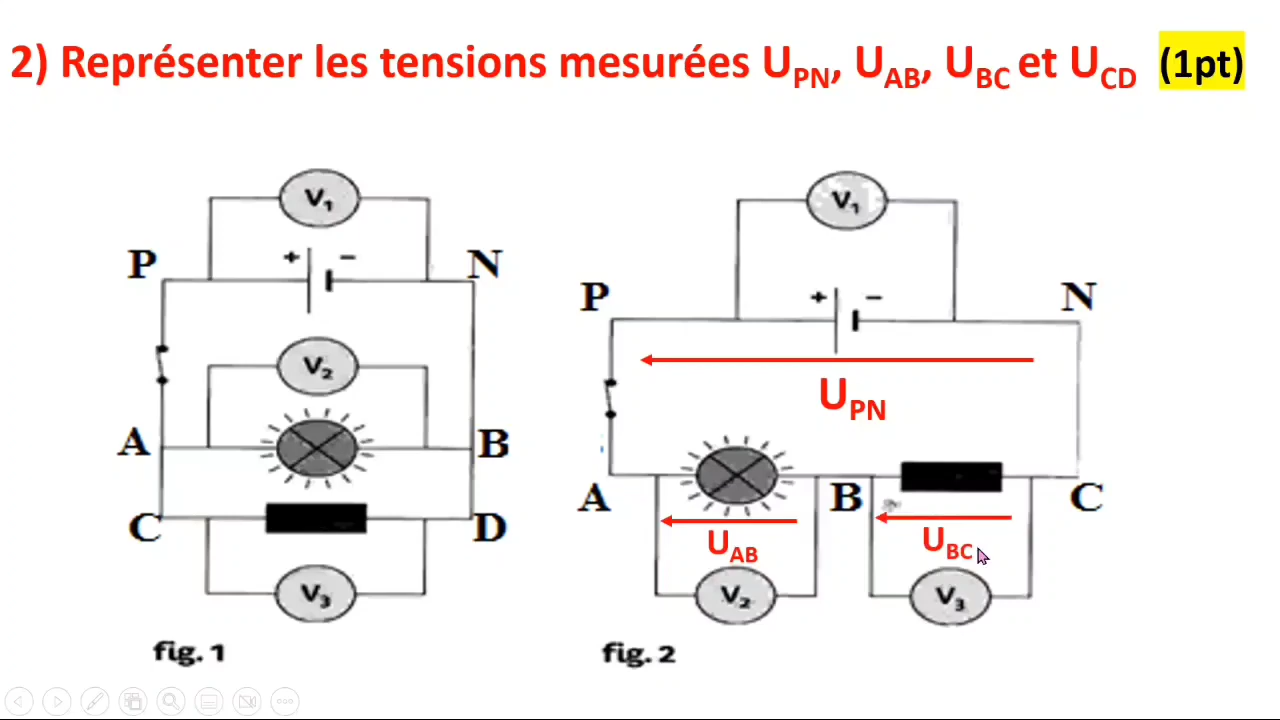 2) Représenter les tensions mesurées UPN, UAB, UBC et UCD (1pt)
V1
+ −
P N
V2
A B
C D
V3
fig. 1
V1
+ −
P N
UPN
A B C
UAB UBC
V2 V3
fig. 2